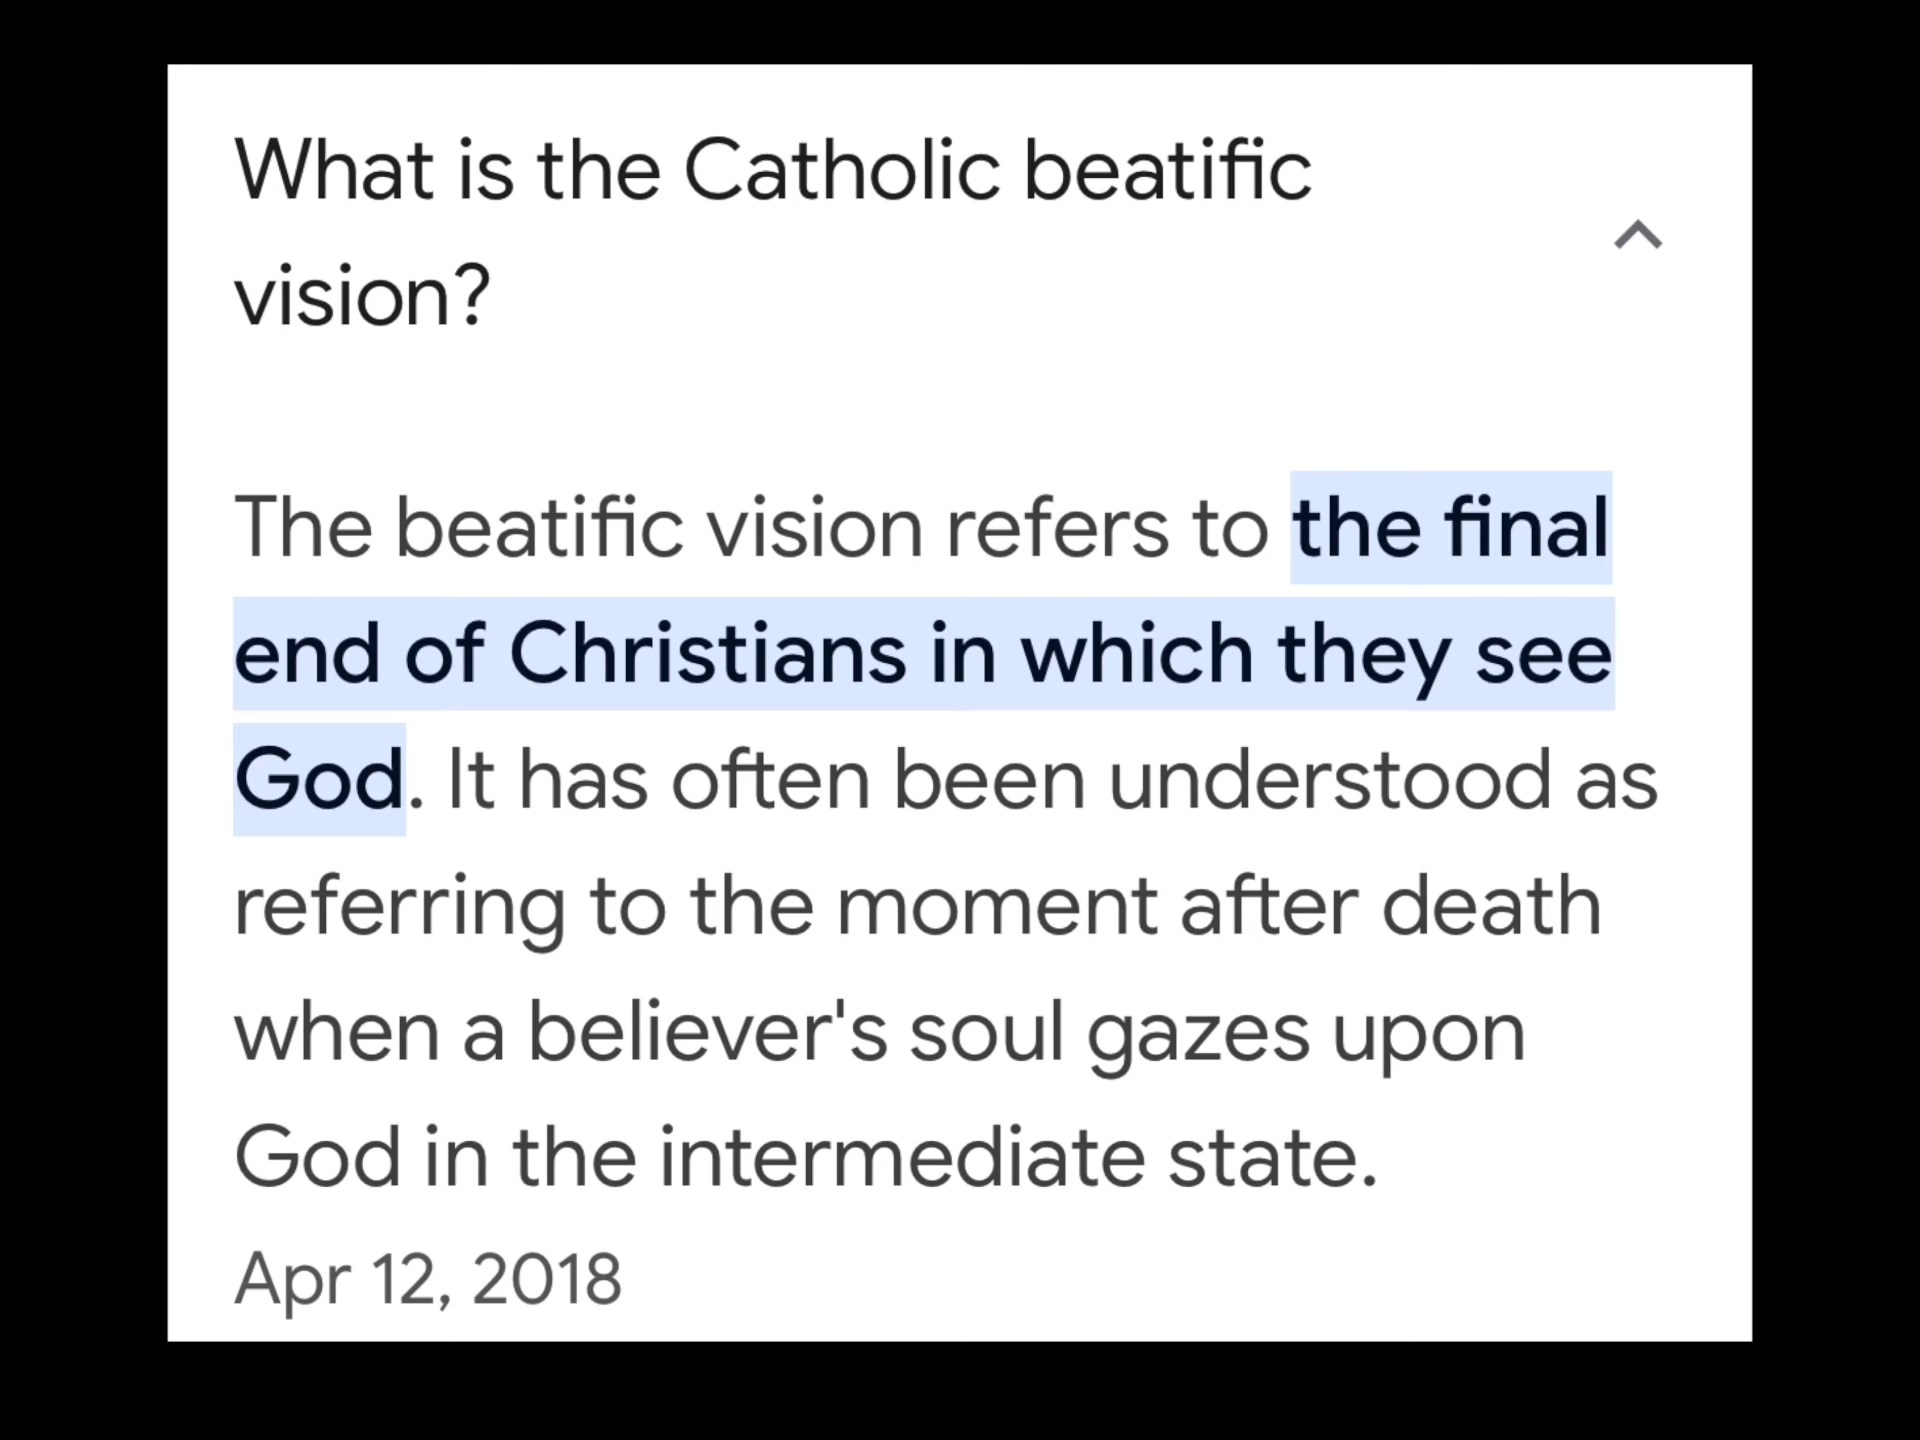 What is the Catholic beatific
vision?
The beatific vision refers to the final
end of Christians in which they see
God. It has often been understood as
referring to the moment after death
when a believer's soul gazes upon
God in the intermediate state.
Apr 12, 2018